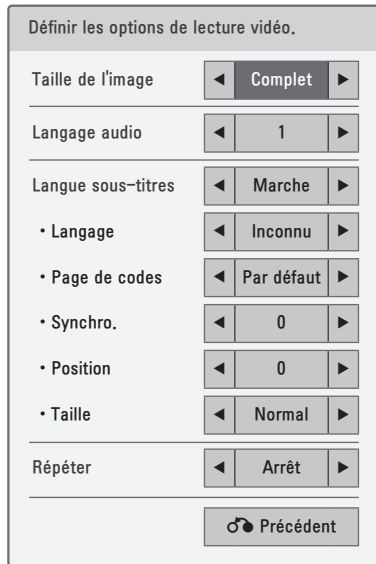 Définir les options de lecture vidéo.
Taille de l'image ◀ Complet ▶
Langage audio ◀ 1 ▶
Langue sous-titres ◀ Marche ▶
• Langage ◀ Inconnu ▶
• Page de codes ◀ Par défaut ▶
• Synchro. ◀ 0 ▶
• Position ◀ 0 ▶
• Taille ◀ Normal ▶
Répéter ◀ Arrêt ▶
Précédent